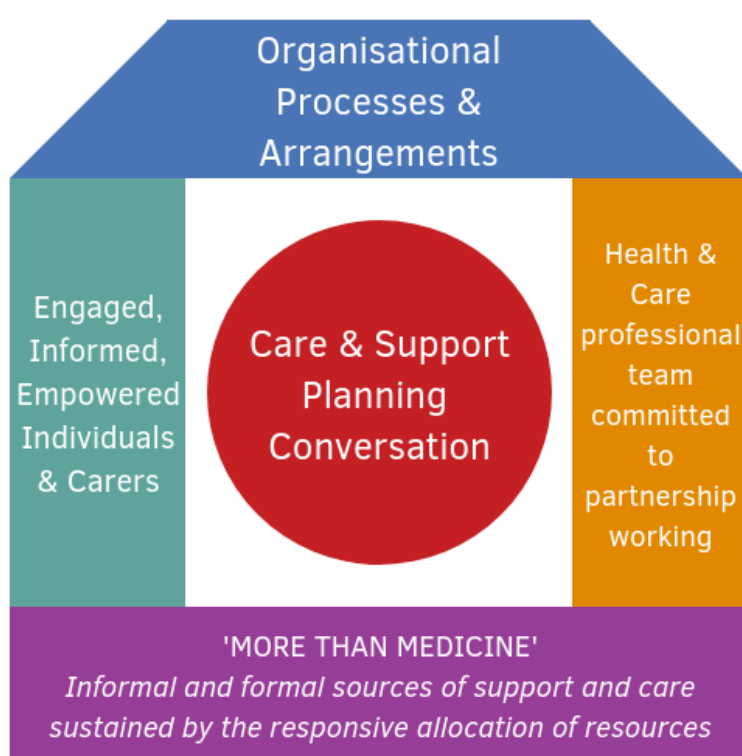 Organisational
Processes &
Arrangements
Engaged,
Informed,
Empowered
Individuals
& Carers
Care & Support
Planning
Conversation
Health &
Care
professional
team
committed
to
partnership
working
'MORE THAN MEDICINE'
Informal and formal sources of support and care
sustained by the responsive allocation of resources